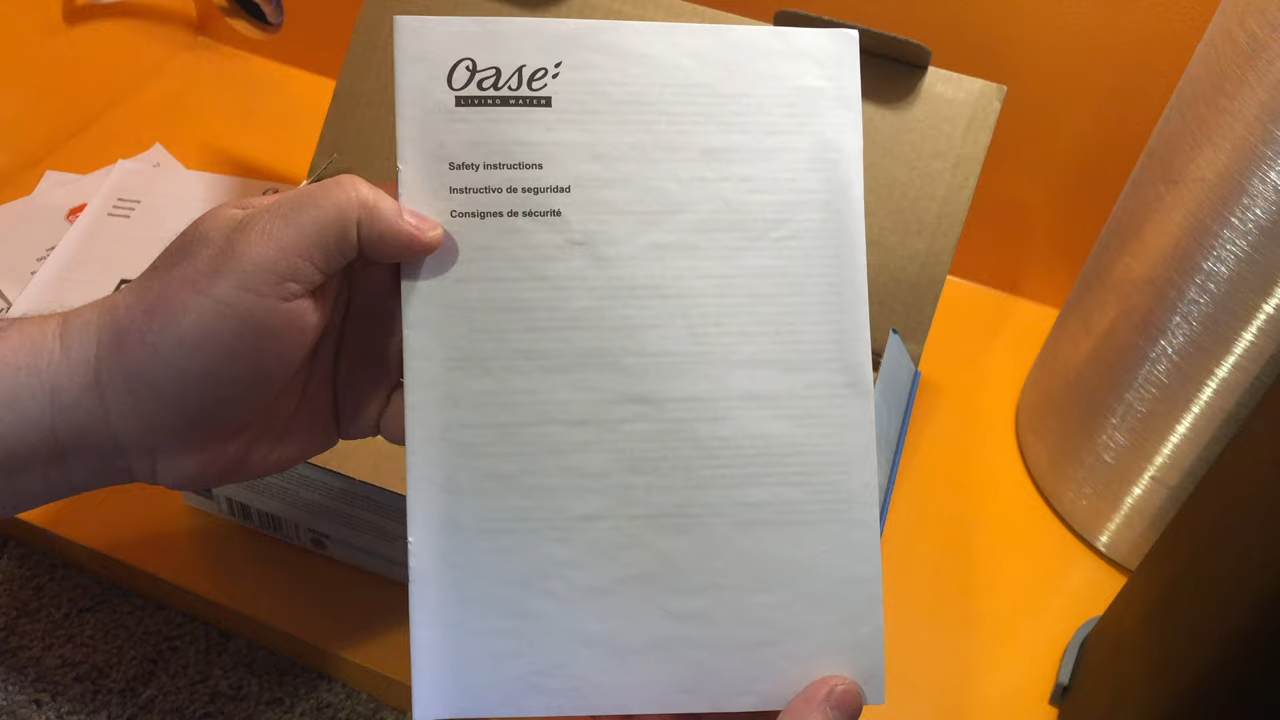 Oase
LIVING WATER
Safety instructions
Instructivo de seguridad
Consignes de sécurité